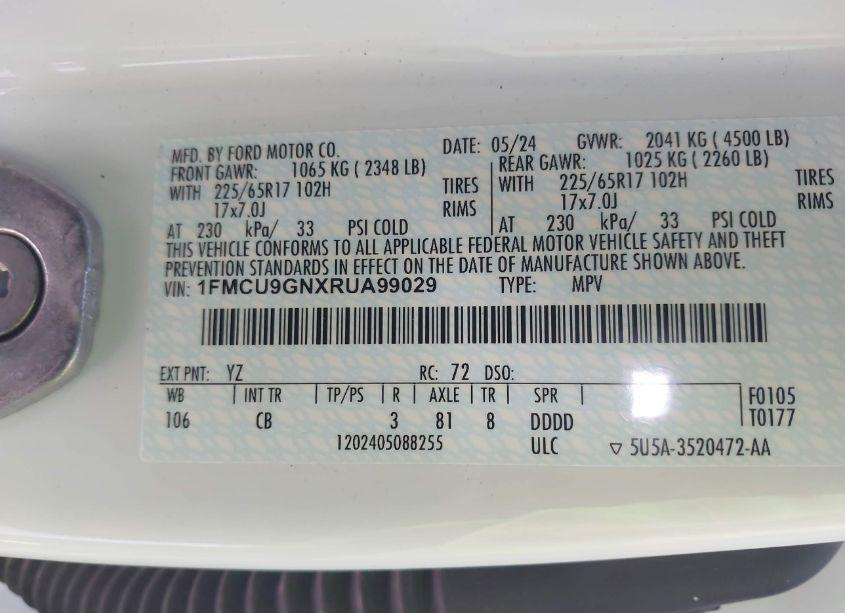 MFD. BY FORD MOTOR CO. DATE: 05/24 GVWR: 2041 KG ( 4500 LB)
FRONT GAWR: 1065 KG ( 2348 LB) REAR GAWR: 1025 KG ( 2260 LB)
WITH 225/65R17 102H TIRES WITH 225/65R17 102H TIRES
17x7.0J RIMS 17x7.0J RIMS
AT 230 kPa/ 33 PSI COLD AT 230 kPa/ 33 PSI COLD
THIS VEHICLE CONFORMS TO ALL APPLICABLE FEDERAL MOTOR VEHICLE SAFETY AND THEFT
PREVENTION STANDARDS IN EFFECT ON THE DATE OF MANUFACTURE SHOWN ABOVE.
VIN: 1FMCU9GNXRUA99029 TYPE: MPV
EXT PNT: YZ RC: 72 DSO:
WB INT TR TP/PS R AXLE TR SPR F0105
106 CB 3 81 8 DDDD T0177
1202405088255 ULC ▽ 5U5A-3520472-AA